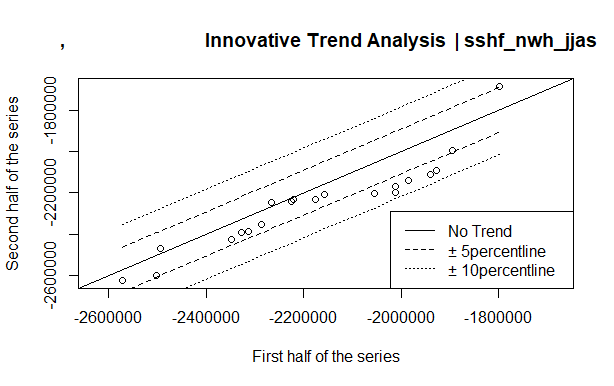 , Innovative Trend Analysis | sshf_nwh_jjas
Second half of the series
-1800000
-2200000
-2600000
No Trend
± 5percentline
± 10percentline
-2600000 -2400000 -2200000 -2000000 -1800000
First half of the series